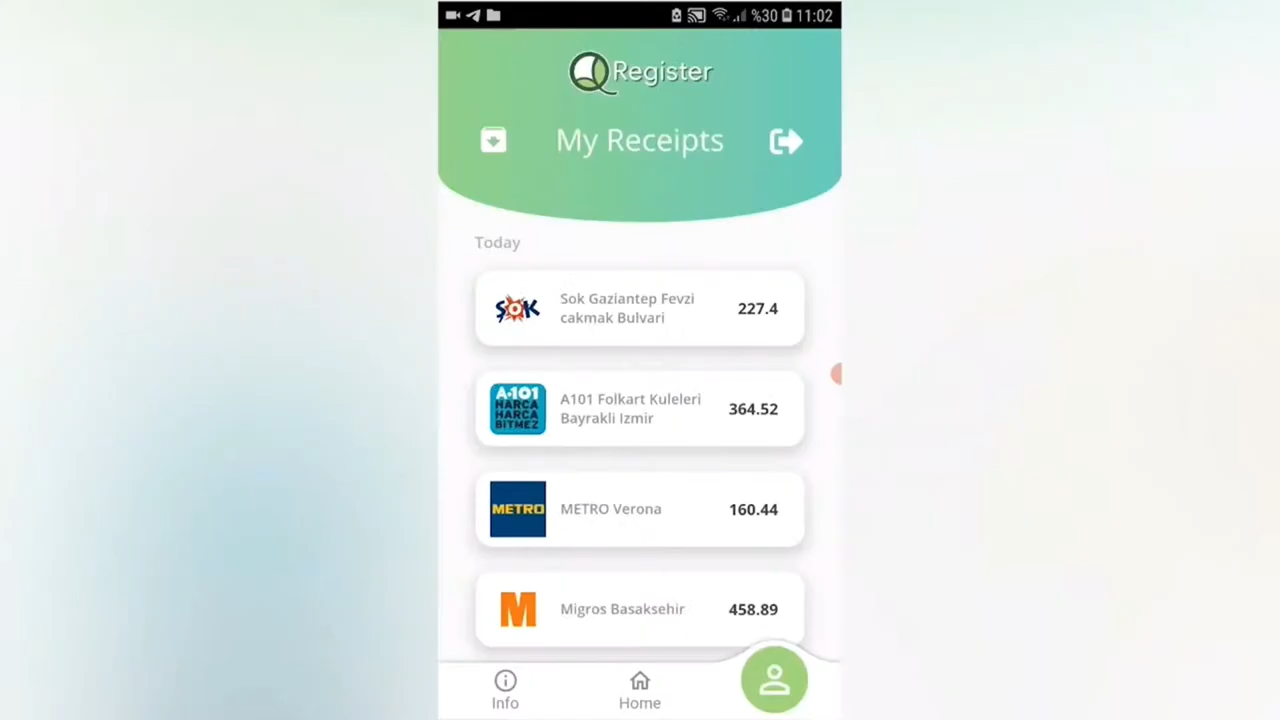 %30 11:02
Register
My Receipts
Today
ŞOK
Sok Gaziantep Fevzi
cakmak Bulvari
227.4
A101
HARCA
HARCA
BITMEZ
A101 Folkart Kuleleri
Bayrakli Izmir
364.52
METRO
METRO Verona
160.44
M
Migros Basaksehir
458.89
Info
Home